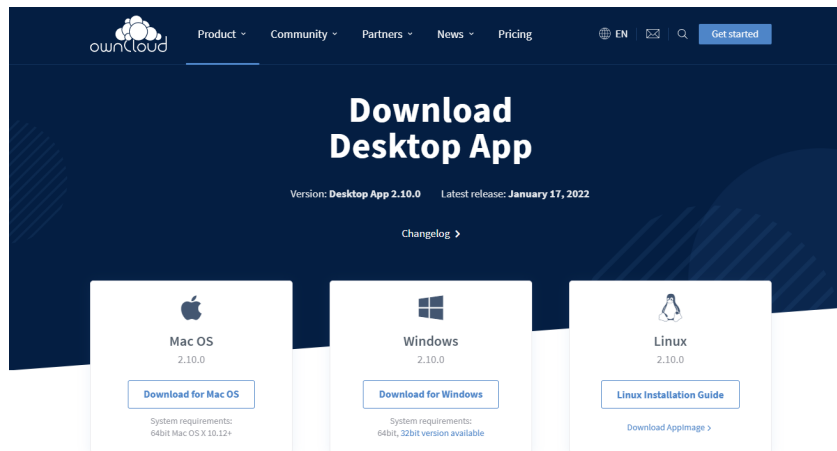 ownCloud
Product Community Partners News Pricing EN Get started
Download
Desktop App
Version: Desktop App 2.10.0 Latest release: January 17, 2022
Changelog >
Mac OS
2.10.0
Download for Mac OS
System requirements:
64bit Mac OS X 10.12+
Windows
2.10.0
Download for Windows
System requirements:
64bit, 32bit version available
Linux
2.10.0
Linux Installation Guide
Download AppImage >